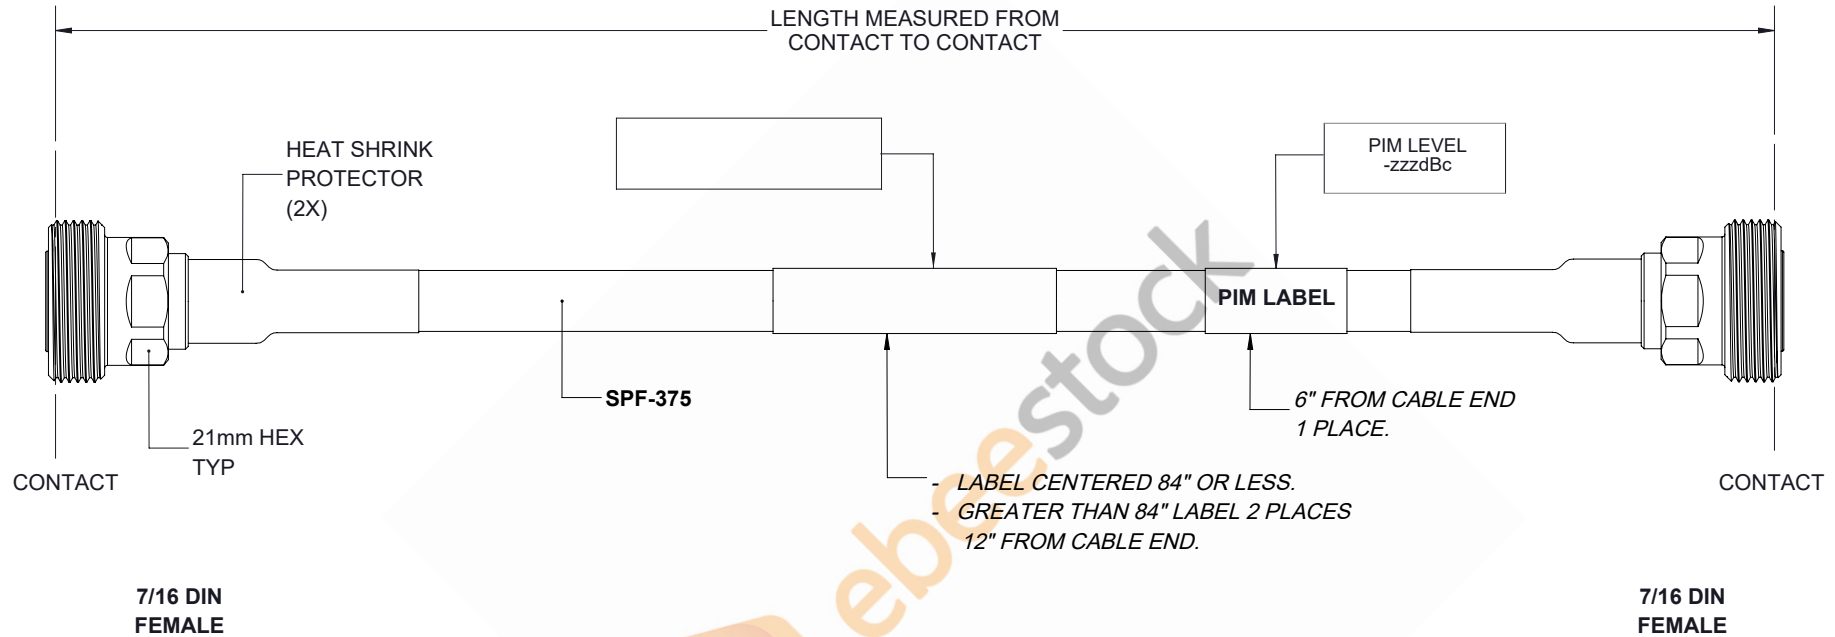 LENGTH MEASURED FROM
CONTACT TO CONTACT
HEAT SHRINK
PROTECTOR
(2X)
PIM LEVEL
-zzzdBc
PIM LABEL
SPF-375
6" FROM CABLE END
1 PLACE.
21mm HEX
TYP
CONTACT
CONTACT
- LABEL CENTERED 84" OR LESS.
- GREATER THAN 84" LABEL 2 PLACES
12" FROM CABLE END.
7/16 DIN
FEMALE
7/16 DIN
FEMALE
ebeestock